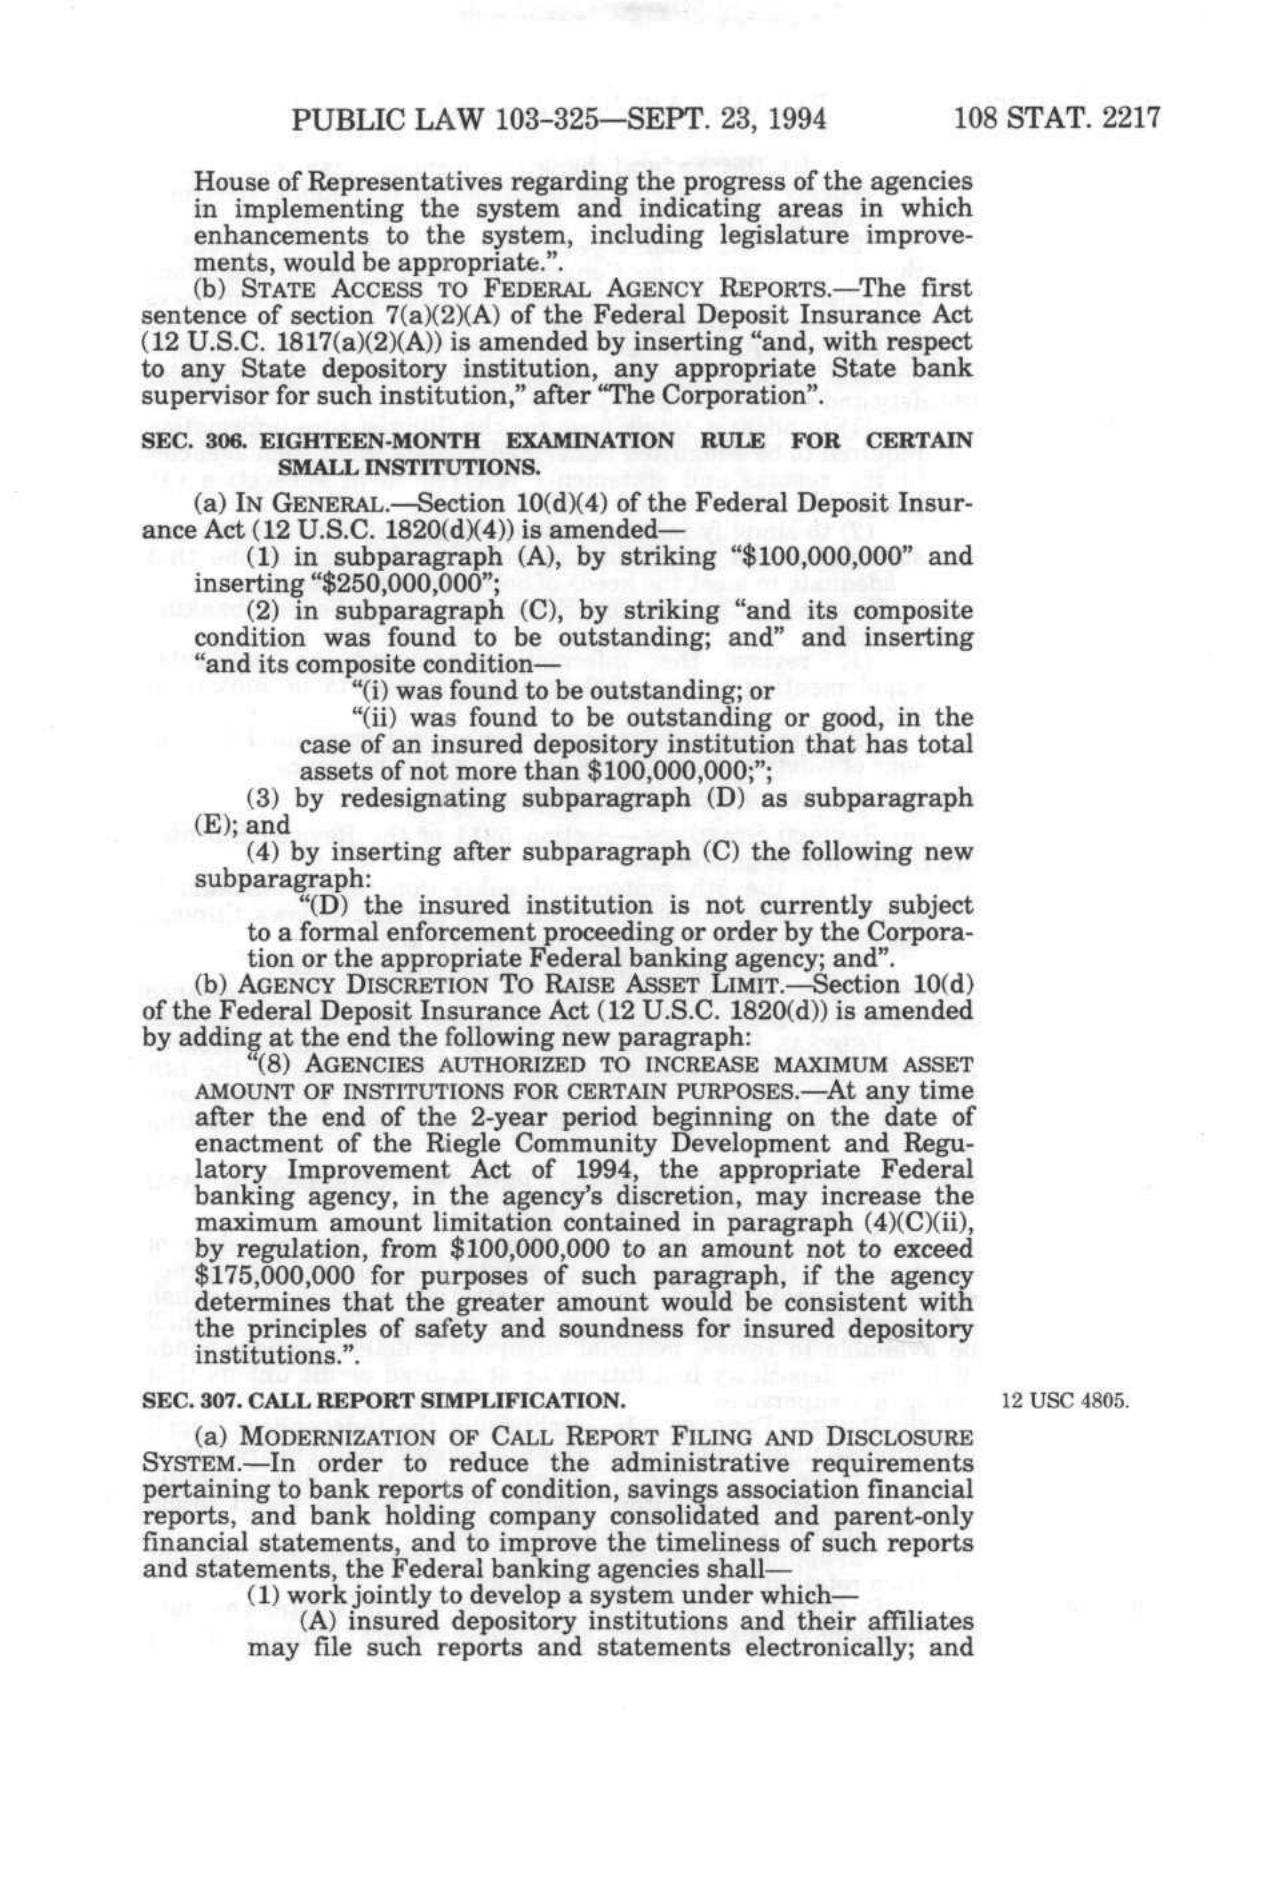 PUBLIC LAW 103–325—SEPT. 23, 1994 108 STAT. 2217
House of Representatives regarding the progress of the agencies
in implementing the system and indicating areas in which
enhancements to the system, including legislature improve-
ments, would be appropriate.”.
(b) STATE ACCESS TO FEDERAL AGENCY REPORTS.—The first
sentence of section 7(a)(2)(A) of the Federal Deposit Insurance Act
(12 U.S.C. 1817(a)(2)(A)) is amended by inserting “and, with respect
to any State depository institution, any appropriate State bank
supervisor for such institution,” after “The Corporation”.
SEC. 306. EIGHTEEN-MONTH EXAMINATION RULE FOR CERTAIN
SMALL INSTITUTIONS.
(a) IN GENERAL.—Section 10(d)(4) of the Federal Deposit Insur-
ance Act (12 U.S.C. 1820(d)(4)) is amended—
(1) in subparagraph (A), by striking “$100,000,000” and
inserting “$250,000,000”;
(2) in subparagraph (C), by striking “and its composite
condition was found to be outstanding; and” and inserting
“and its composite condition—
“(i) was found to be outstanding; or
“(ii) was found to be outstanding or good, in the
case of an insured depository institution that has total
assets of not more than $100,000,000;”;
(3) by redesignating subparagraph (D) as subparagraph
(E); and
(4) by inserting after subparagraph (C) the following new
subparagraph:
“(D) the insured institution is not currently subject
to a formal enforcement proceeding or order by the Corpora-
tion or the appropriate Federal banking agency; and”.
(b) AGENCY DISCRETION TO RAISE ASSET LIMIT.—Section 10(d)
of the Federal Deposit Insurance Act (12 U.S.C. 1820(d)) is amended
by adding at the end the following new paragraph:
“(8) AGENCIES AUTHORIZED TO INCREASE MAXIMUM ASSET
AMOUNT OF INSTITUTIONS FOR CERTAIN PURPOSES.—At any time
after the end of the 2-year period beginning on the date of
enactment of the Riegle Community Development and Regu-
latory Improvement Act of 1994, the appropriate Federal
banking agency, in the agency’s discretion, may increase the
maximum amount limitation contained in paragraph (4)(C)(ii),
by regulation, from $100,000,000 to an amount not to exceed
$175,000,000 for purposes of such paragraph, if the agency
determines that the greater amount would be consistent with
the principles of safety and soundness for insured depository
institutions.”.
SEC. 307. CALL REPORT SIMPLIFICATION. 12 USC 4805.
(a) MODERNIZATION OF CALL REPORT FILING AND DISCLOSURE
SYSTEM.—In order to reduce the administrative requirements
pertaining to bank reports of condition, savings association financial
reports, and bank holding company consolidated and parent-only
financial statements, and to improve the timeliness of such reports
and statements, the Federal banking agencies shall—
(1) work jointly to develop a system under which—
(A) insured depository institutions and their affiliates
may file such reports and statements electronically; and